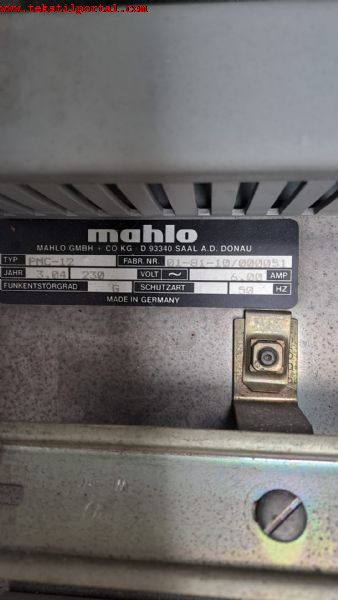 www.tekstilportal.com
mahlo
MAHLO GMBH + CO KG · D 93340 SAAL A.D. DONAU
TYP PMC-12 FABR. NR. 01-81-10/000051
JAHR 3.04 230 VOLT ~ 6.00 AMP
FUNKENTSTÖRGRAD G SCHUTZART 50 HZ
MADE IN GERMANY